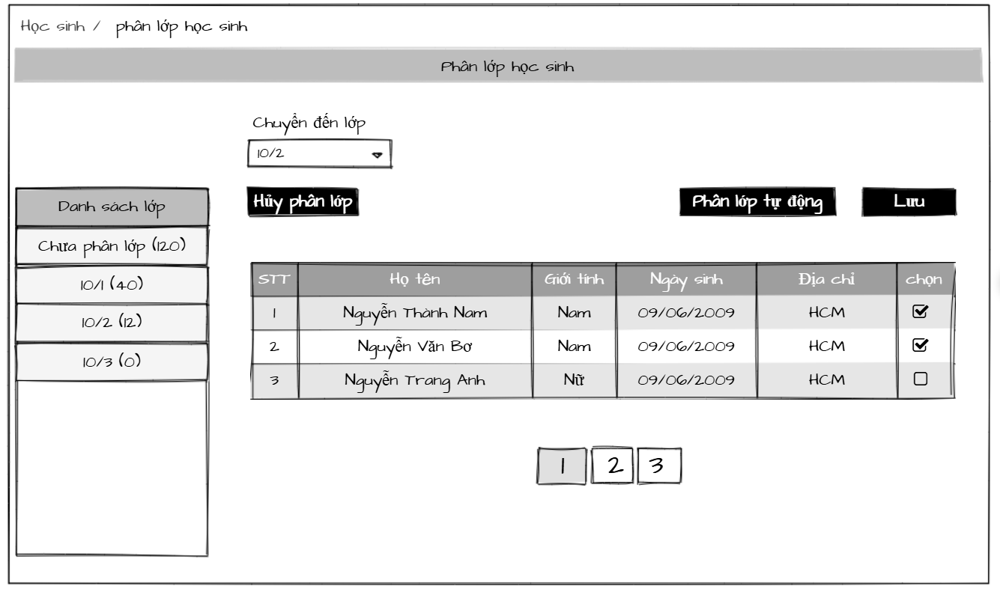 Học sinh / phân lớp học sinh
Phân lớp học sinh
Chuyển đến lớp
10/2
Hủy phân lớp
Phân lớp tự động
Lưu
Danh sách lớp
Chưa phân lớp (120)
10/1 (40)
10/2 (12)
10/3 (0)
STT Họ tên Giới tính Ngày sinh Địa chỉ chọn
1 Nguyễn Thành Nam Nam 09/06/2009 HCM
2 Nguyễn Văn Bơ Nam 09/06/2009 HCM
3 Nguyễn Trang Anh Nữ 09/06/2009 HCM
1 2 3